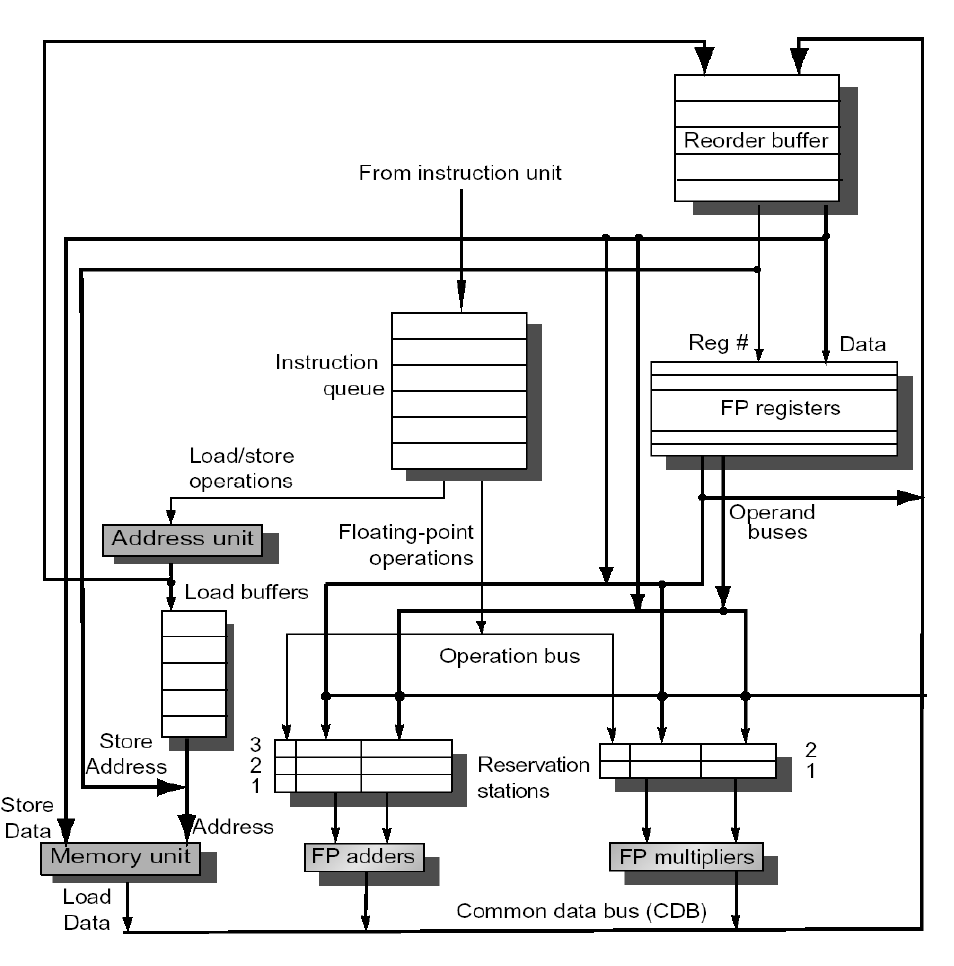 Reorder buffer
From instruction unit
Reg #
Data
Instruction
queue
FP registers
Load/store
operations
Operand
buses
Floating-point
operations
Address unit
Load buffers
Operation bus
Store
Address
3
2
1
Reservation
stations
2
1
Store
Data
Address
Memory unit
FP adders
FP multipliers
Load
Data
Common data bus (CDB)